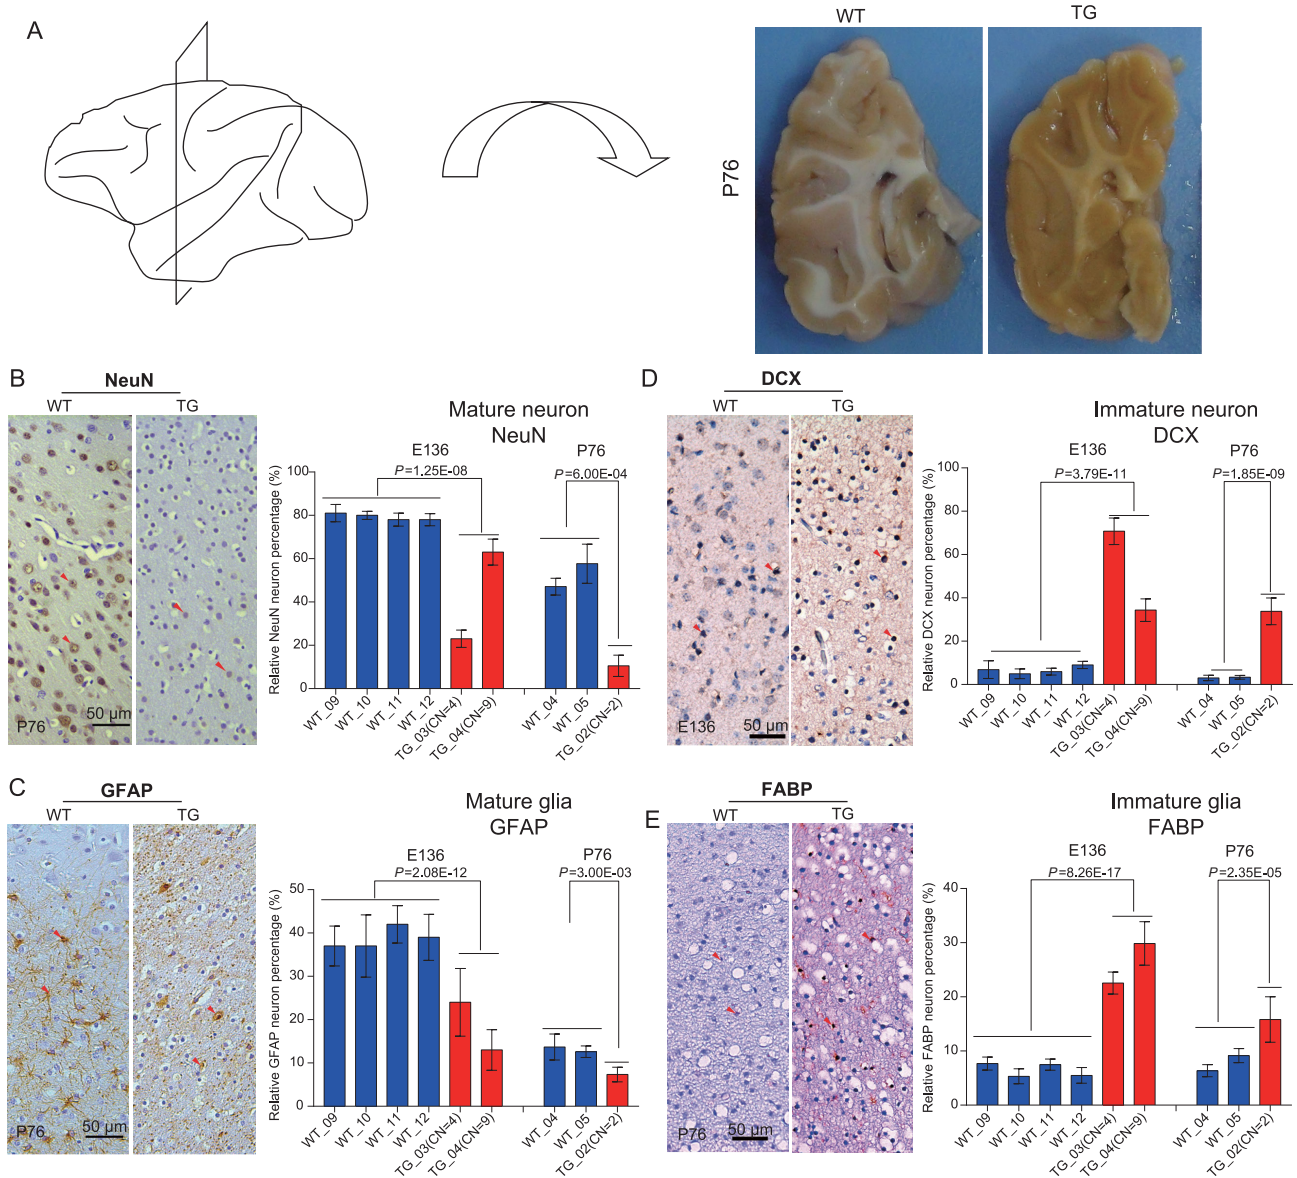 A
WT
TG
P76
B
NeuN
WT
TG
P76
50 µm
Mature neuron
NeuN
E136
P76
P=1.25E-08
P=6.00E-04
Relative NeuN neuron percentage (%)
100
80
60
40
20
0
WT_09
WT_10
WT_11
WT_12
TG_03(CN=4)
TG_04(CN=9)
WT_04
WT_05
TG_02(CN=2)
D
DCX
WT
TG
E136
50 µm
Immature neuron
DCX
E136
P76
P=3.79E-11
P=1.85E-09
Relative DCX neuron percentage (%)
100
80
60
40
20
0
WT_09
WT_10
WT_11
WT_12
TG_03(CN=4)
TG_04(CN=9)
WT_04
WT_05
TG_02(CN=2)
C
GFAP
WT
TG
P76
50 µm
Mature glia
GFAP
E136
P76
P=2.08E-12
P=3.00E-03
Relative GFAP neuron percentage (%)
50
40
30
20
10
0
WT_09
WT_10
WT_11
WT_12
TG_03(CN=4)
TG_04(CN=9)
WT_04
WT_05
TG_02(CN=2)
E
FABP
WT
TG
P76
50 µm
Immature glia
FABP
E136
P76
P=8.26E-17
P=2.35E-05
Relative FABP neuron percentage (%)
40
30
20
10
0
WT_09
WT_10
WT_11
WT_12
TG_03(CN=4)
TG_04(CN=9)
WT_04
WT_05
TG_02(CN=2)